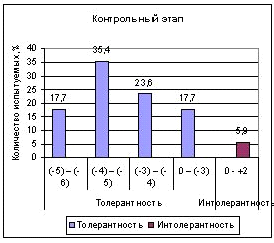 Контрольный этап
Количество испытуемых,%
40
35
30
25
20
15
10
5
0
17,7
35,4
23,6
17,7
5,9
(-5) – (-6)
(-4) – (-5)
(-3) – (-4)
0 – (-3)
0 - +2
Толерантность
Интолерантность
Толерантность
Интолерантность